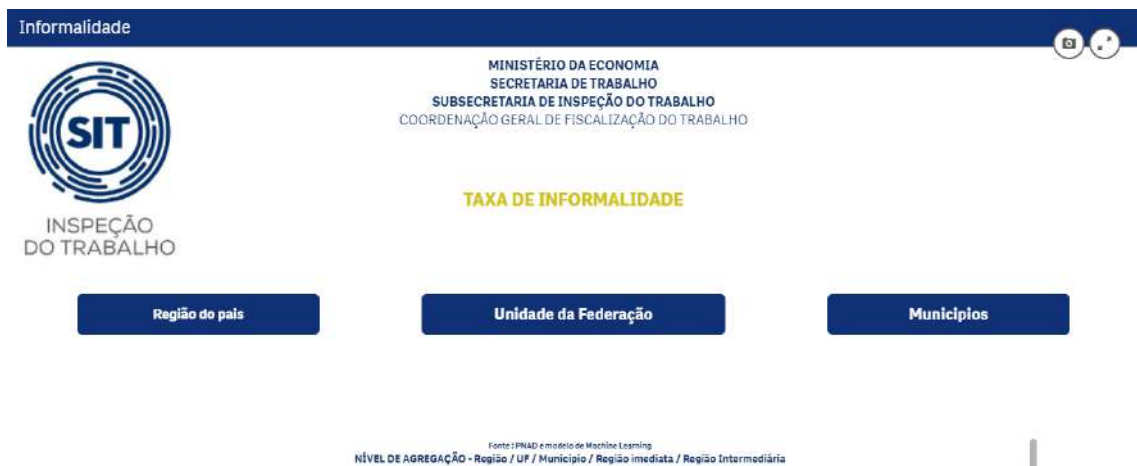 Informalidade
MINISTÉRIO DA ECONOMIA
SECRETARIA DE TRABALHO
SUBSECRETARIA DE INSPEÇÃO DO TRABALHO
COORDENAÇÃO GERAL DE FISCALIZAÇÃO DO TRABALHO
SIT
INSPEÇÃO
DO TRABALHO
TAXA DE INFORMALIDADE
Região do país
Unidade da Federação
Municípios
Fonte: PNAD e modelo de Machine Learning
NÍVEL DE AGREGAÇÃO - Região / UF / Município / Região imediata / Região Intermediária